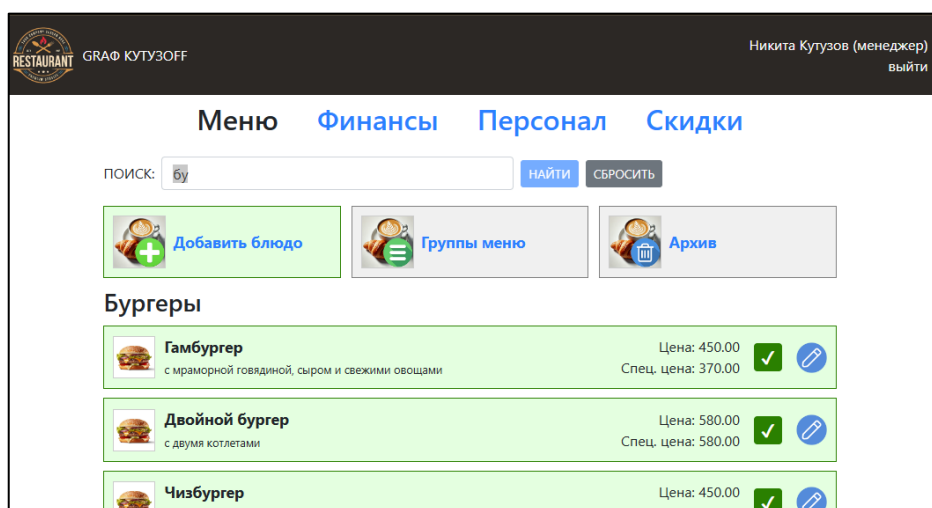 RESTAURANT
GRAФ КУТУЗOFF
Никита Кутузов (менеджер)
выйти
Меню Финансы Персонал Скидки
ПОИСК: бу НАЙТИ СБРОСИТЬ
Добавить блюдо Группы меню Архив
Бургеры
Гамбургер
с мраморной говядиной, сыром и свежими овощами
Цена: 450.00
Спец. цена: 370.00
Двойной бургер
с двумя котлетами
Цена: 580.00
Спец. цена: 580.00
Чизбургер
Цена: 450.00